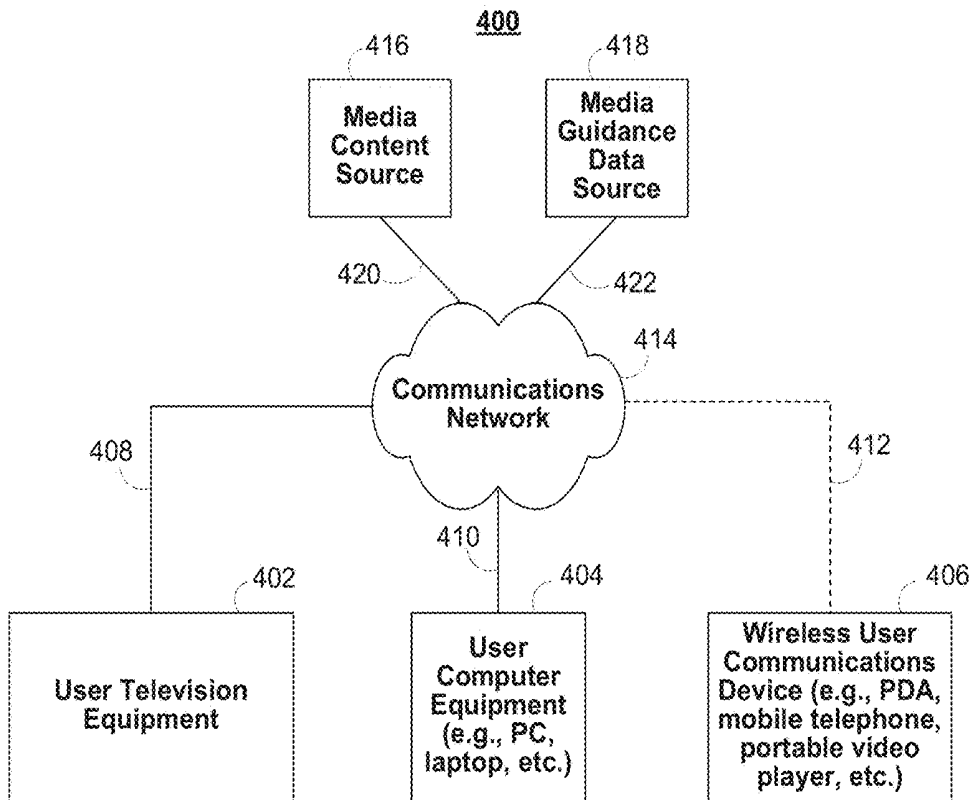 400
416
418
Media
Content
Source
Media
Guidance
Data
Source
420
422
414
Communications
Network
408
412
410
402
404
406
User Television
Equipment
User
Computer
Equipment
(e.g., PC,
laptop, etc.)
Wireless User
Communications
Device (e.g., PDA,
mobile telephone,
portable video
player, etc.)